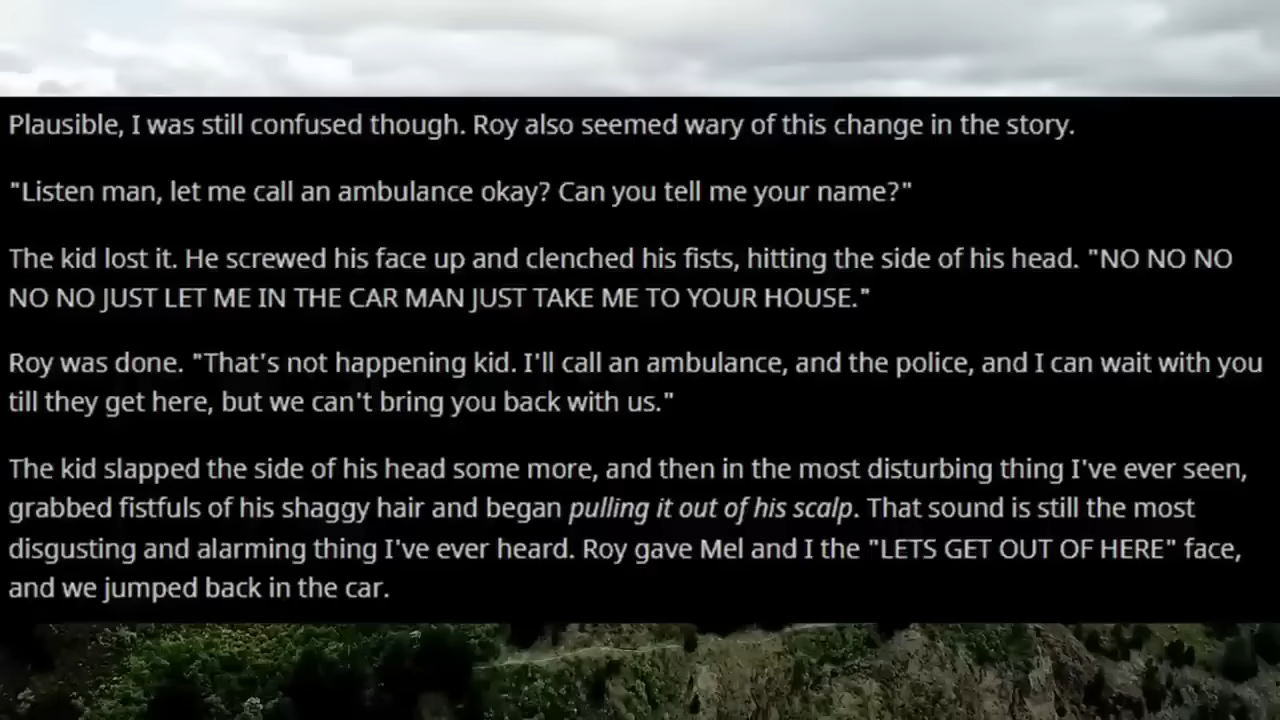 Plausible, I was still confused though. Roy also seemed wary of this change in the story.
"Listen man, let me call an ambulance okay? Can you tell me your name?"
The kid lost it. He screwed his face up and clenched his fists, hitting the side of his head. "NO NO NO
NO NO JUST LET ME IN THE CAR MAN JUST TAKE ME TO YOUR HOUSE."
Roy was done. "That's not happening kid. I'll call an ambulance, and the police, and I can wait with you
till they get here, but we can't bring you back with us."
The kid slapped the side of his head some more, and then in the most disturbing thing I've ever seen,
grabbed fistfuls of his shaggy hair and began pulling it out of his scalp. That sound is still the most
disgusting and alarming thing I've ever heard. Roy gave Mel and I the "LETS GET OUT OF HERE" face,
and we jumped back in the car.